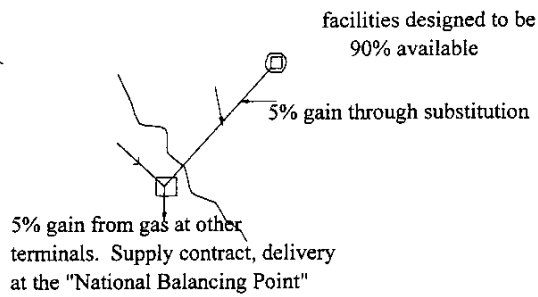 facilities designed to be
90% available
5% gain through substitution
5% gain from gas at other
terminals. Supply contract, delivery
at the "National Balancing Point"